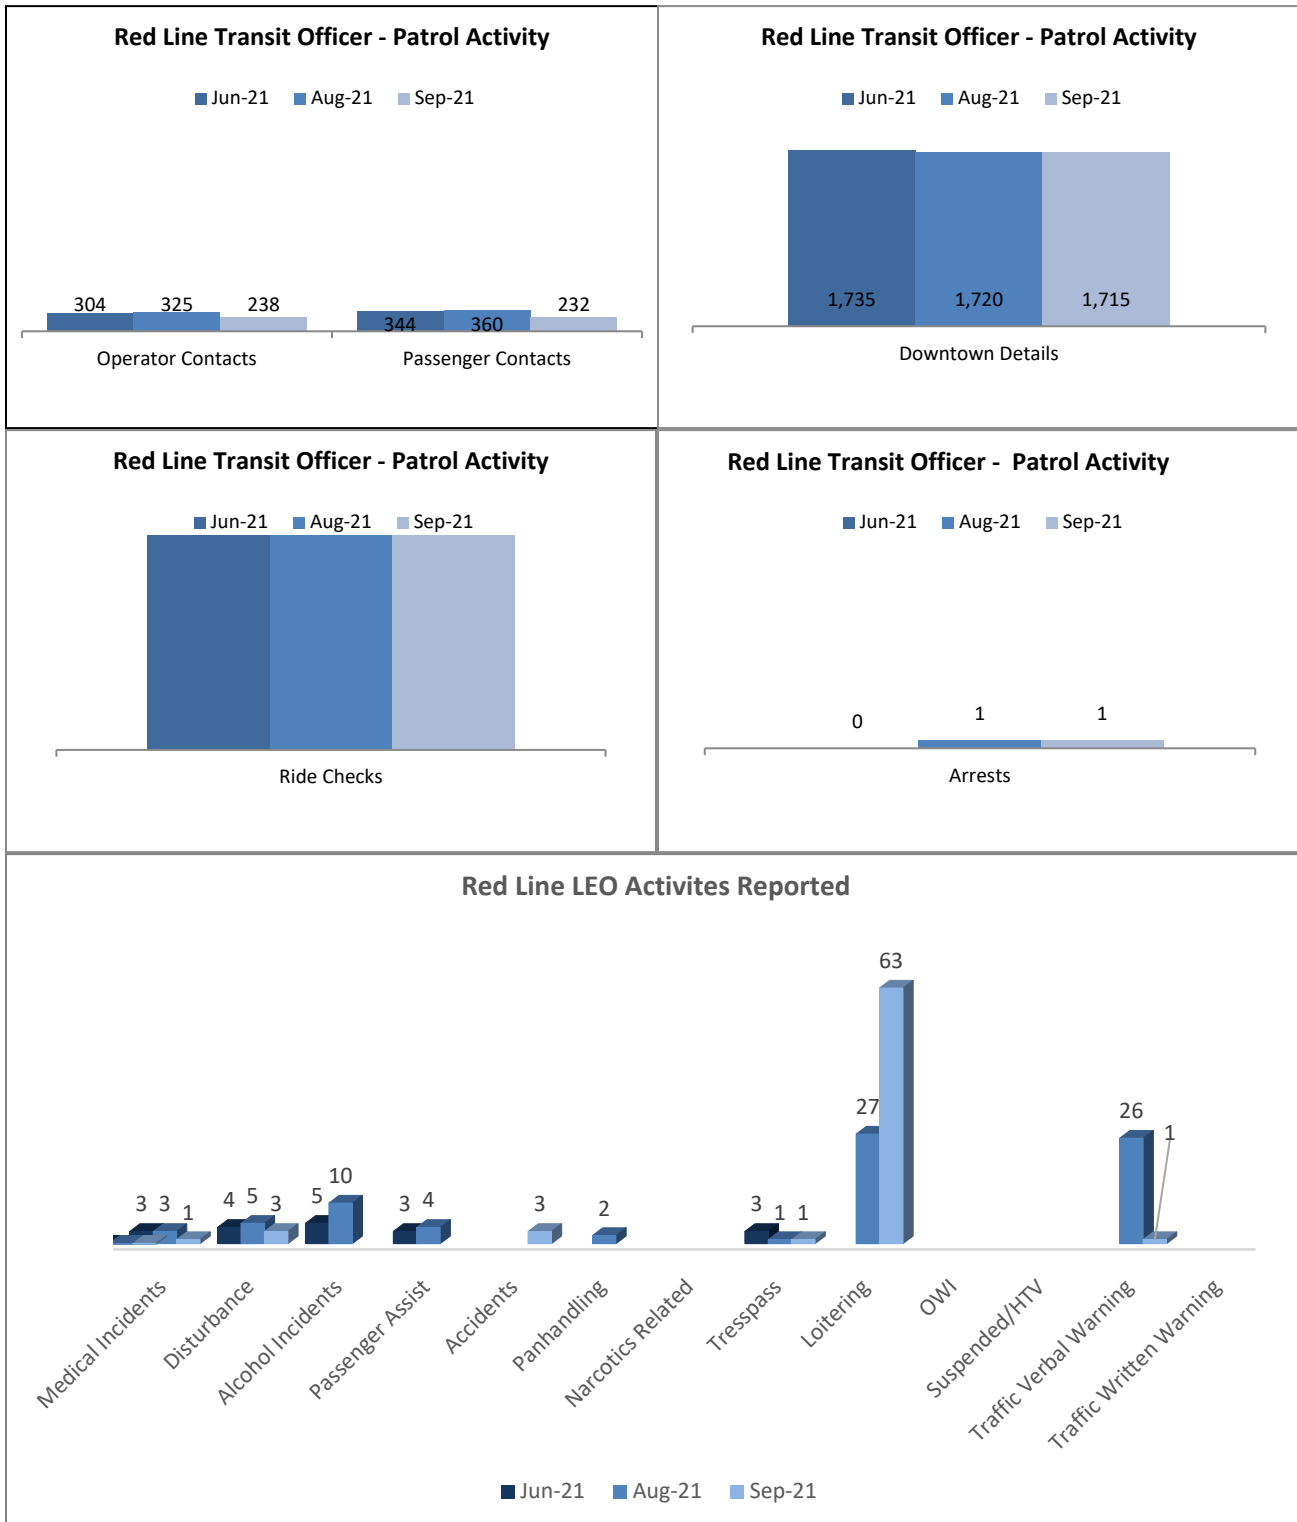 Red Line Transit Officer - Patrol Activity
Jun-21 Aug-21 Sep-21
304 325 238 232
344 360
Operator Contacts Passenger Contacts
Red Line Transit Officer - Patrol Activity
Jun-21 Aug-21 Sep-21
1,735 1,720 1,715
Downtown Details
Red Line Transit Officer - Patrol Activity
Jun-21 Aug-21 Sep-21
Ride Checks
Red Line Transit Officer - Patrol Activity
Jun-21 Aug-21 Sep-21
0 1 1
Arrests
Red Line LEO Activites Reported
63
27 26 1
3 3 1 4 5 3 5 10 3 4 3 2 3 1 1
Medical Incidents
Disturbance
Alcohol Incidents
Passenger Assist
Accidents
Panhandling
Narcotics Related
Tresspass
Loitering
OWI
Suspended/HTV
Traffic Verbal Warning
Traffic Written Warning
Jun-21 Aug-21 Sep-21